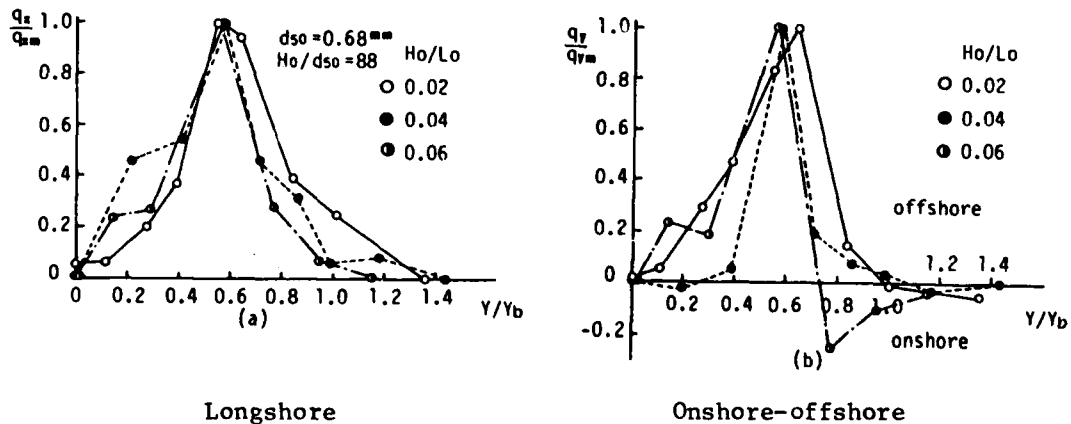 qx/qxm
1.0
0.8
0.6
0.4
0.2
0
d50=0.68mm
Ho/d50=88
Ho/Lo
0.02
0.04
0.06
0 0.2 0.4 0.6 0.8 1.0 1.2 1.4 Y/Yb
(a)
Longshore
qy/qym
1.0
0.8
0.6
0.4
0.2
0
-0.2
Ho/Lo
0.02
0.04
0.06
offshore
0 0.2 0.4 0.6 0.8 1.0 1.2 1.4
Y/Yb
onshore
(b)
Onshore-offshore